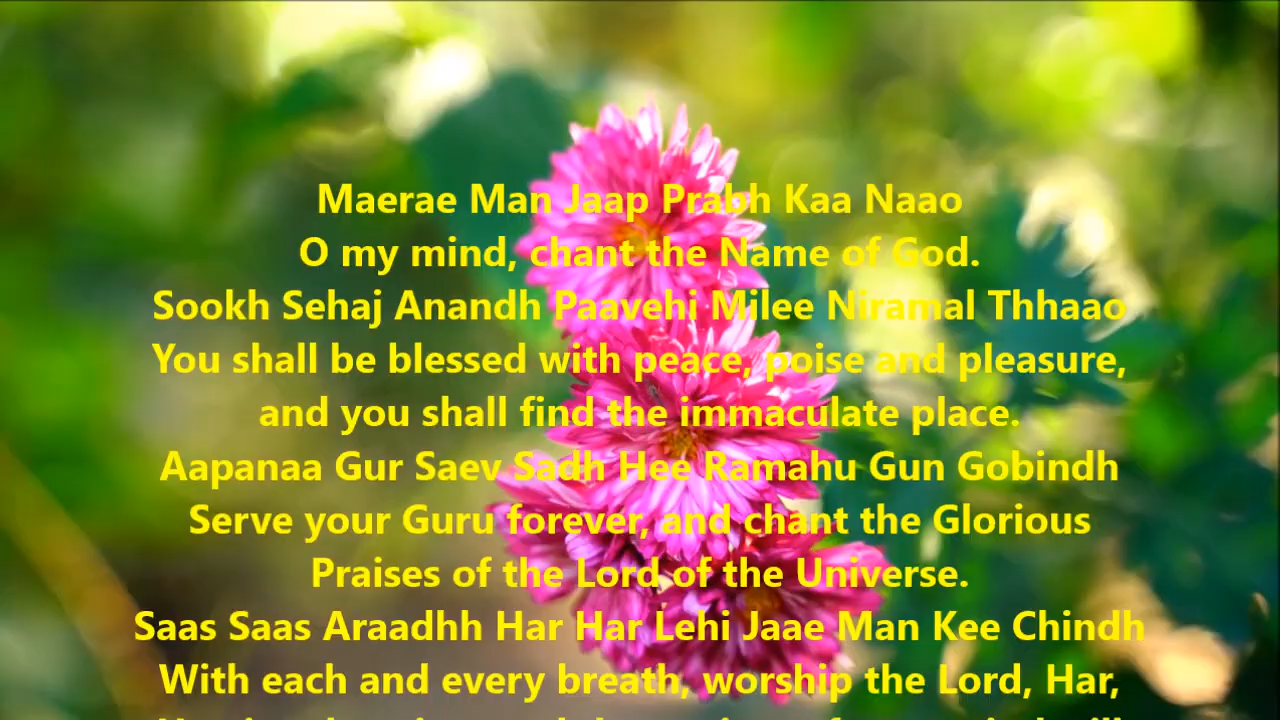 Maerae Man Jaap Prabh Kaa Naao
O my mind, chant the Name of God.
Sookh Sehaj Anandh Paavehi Milee Niramal Thhaao
You shall be blessed with peace, poise and pleasure,
and you shall find the immaculate place.
Aapanaa Gur Saev Sadh Hee Ramahu Gun Gobindh
Serve your Guru forever, and chant the Glorious
Praises of the Lord of the Universe.
Saas Saas Araadhh Har Har Lehi Jaae Man Kee Chindh
With each and every breath, worship the Lord, Har,